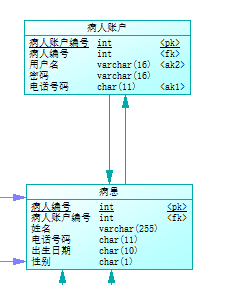 病人账户
病人账户编号 int <pk>
病人编号 int <fk>
用户名 varchar(16) <ak2>
密码 varchar(16)
电话号码 char(11) <ak1>
病患
病人编号 int <pk>
病人账户编号 int <fk>
姓名 varchar(255)
电话号码 char(11)
出生日期 char(10)
性别 char(1)